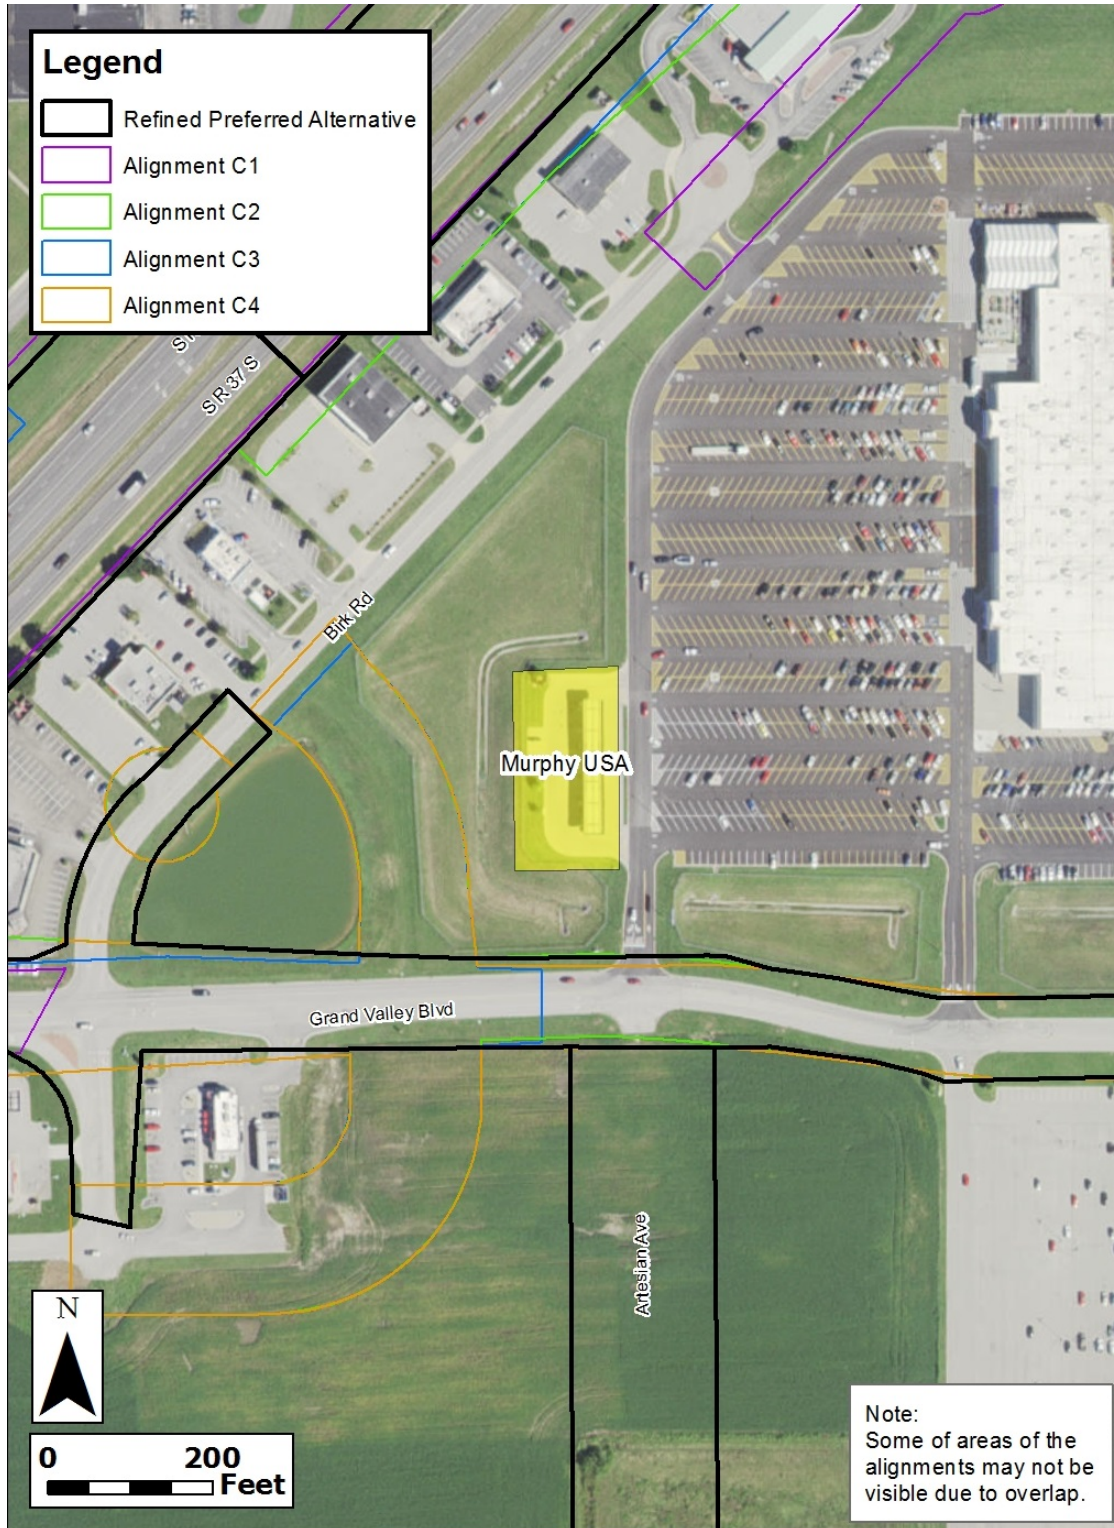 Legend
Refined Preferred Alternative
Alignment C1
Alignment C2
Alignment C3
Alignment C4
SR 37 S
Birk Rd
Murphy USA
Grand Valley Blvd
Artesian Ave
N
0 200
Feet
Note:
Some of areas of the
alignments may not be
visible due to overlap.